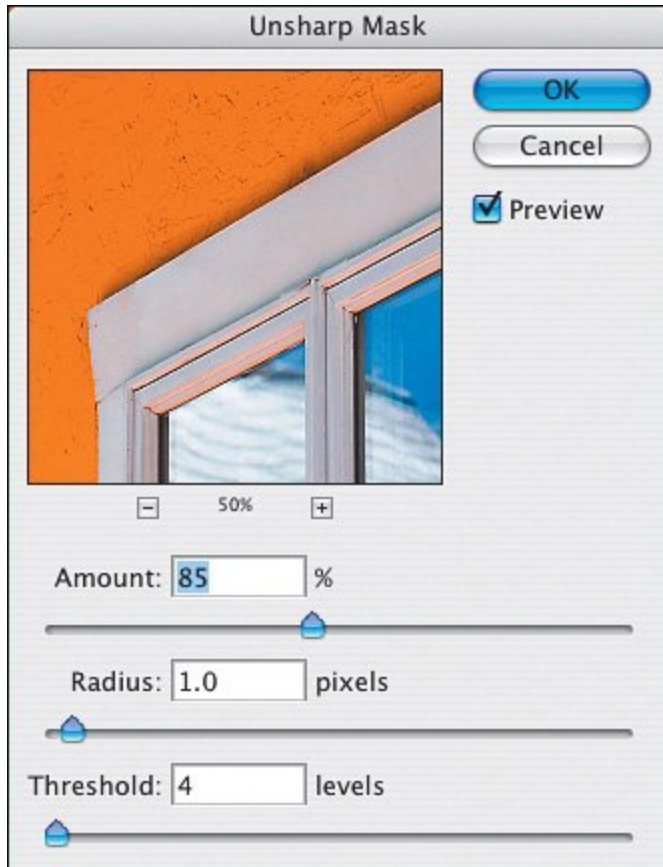 Unsharp Mask
OK
Cancel
Preview
− 50% +
Amount: 85 %
Radius: 1.0 pixels
Threshold: 4 levels